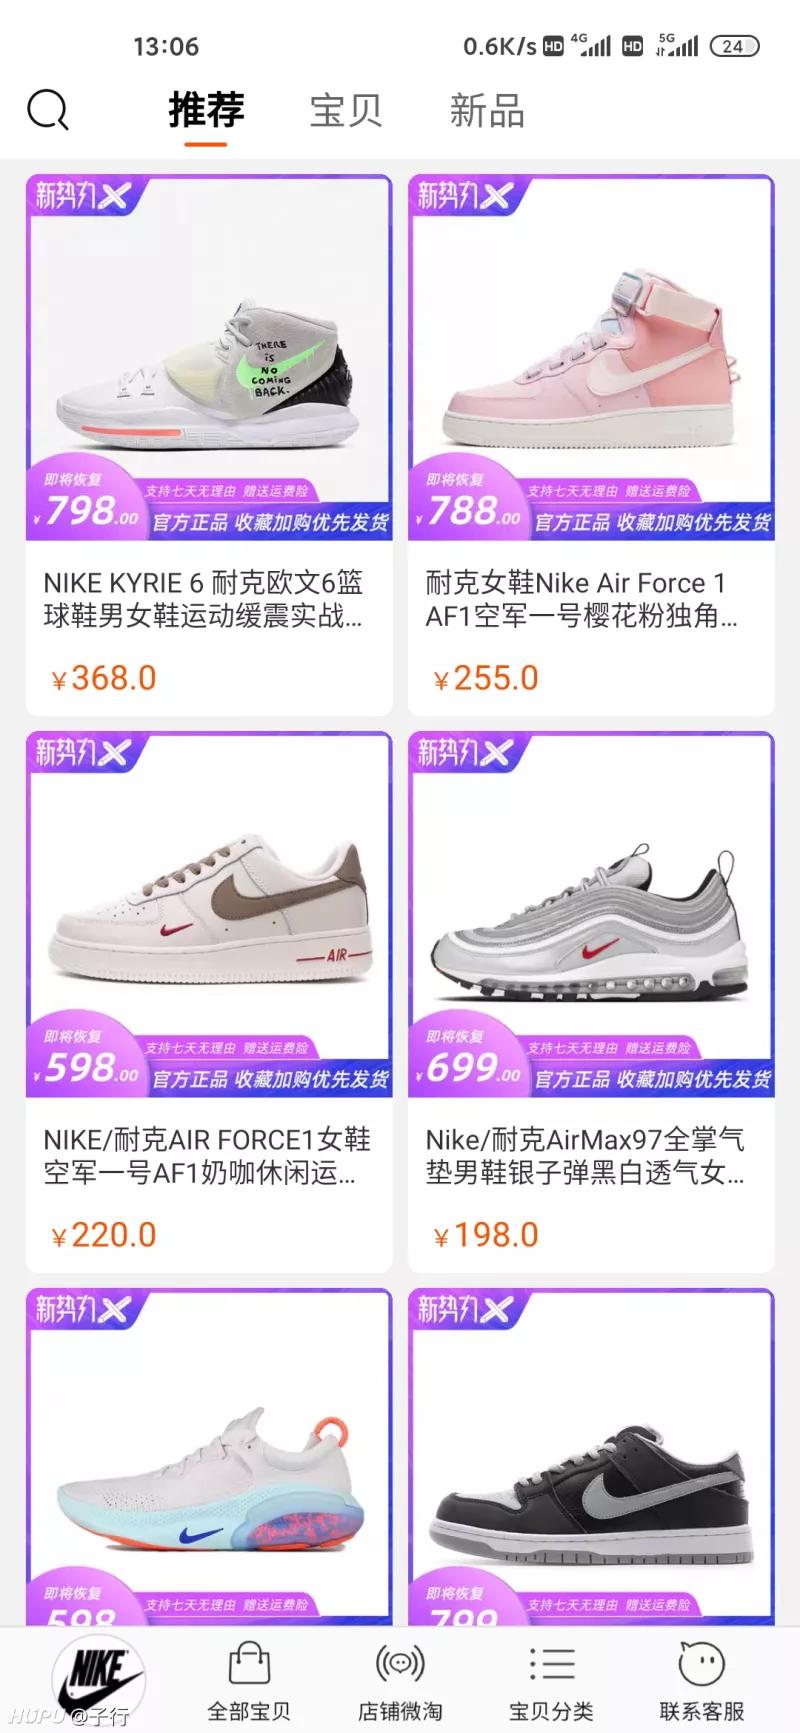 13:06
0.6K/s HD 4G HD 5G 24
推荐 宝贝 新品
新势力X
新势力X
THERE
is
NO
COMING
BACK.
即将恢复
¥798.00
支持七天无理由 赠送运费险
官方正品 收藏加购优先发货
即将恢复
¥788.00
支持七天无理由 赠送运费险
官方正品 收藏加购优先发货
NIKE KYRIE 6 耐克欧文6篮
球鞋男女鞋运动缓震实战...
¥368.0
耐克女鞋Nike Air Force 1
AF1空军一号樱花粉独角...
¥255.0
新势力X
新势力X
AIR
即将恢复
¥598.00
支持七天无理由 赠送运费险
官方正品 收藏加购优先发货
即将恢复
¥699.00
支持七天无理由 赠送运费险
官方正品 收藏加购优先发货
NIKE/耐克AIR FORCE1女鞋
空军一号AF1奶咖休闲运...
¥220.0
Nike/耐克AirMax97全掌气
垫男鞋银子弹黑白透气女...
¥198.0
新势力X
新势力X
即将恢复
598
支持七天无理由 赠送运费险
即将恢复
799
支持七天无理由 赠送运费险
NIKE
全部宝贝
店铺微淘
宝贝分类
联系客服
HUPU @子行